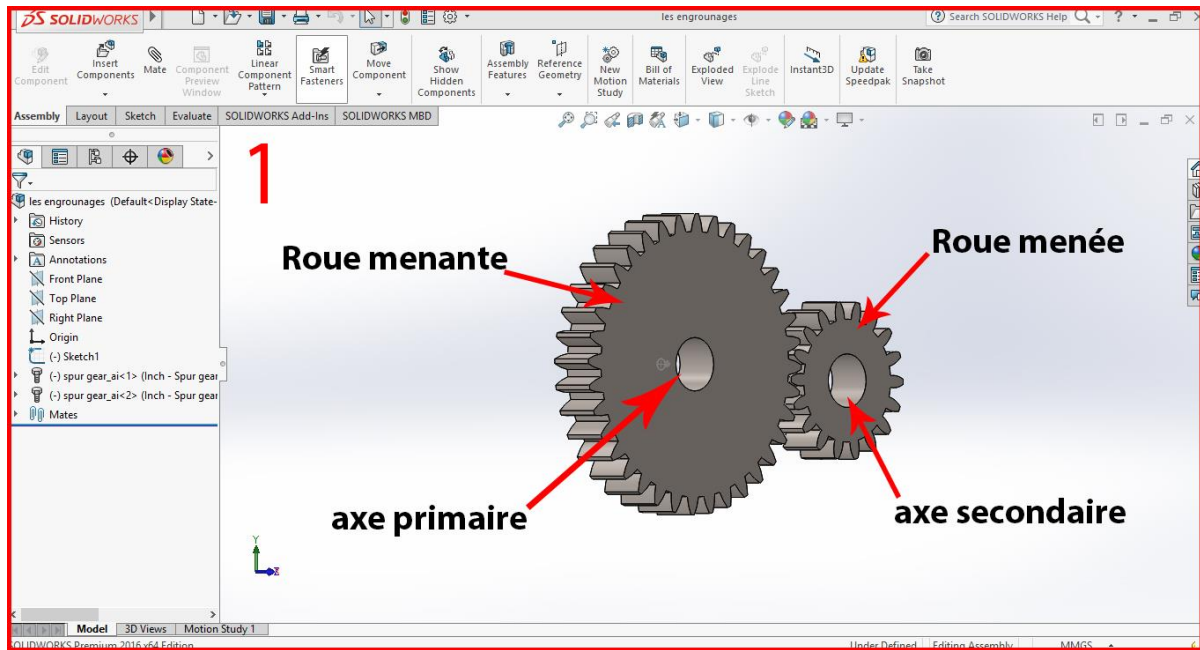 SOLIDWORKS
les engrounages
Search SOLIDWORKS Help
Edit Component
Insert Components
Mate
Component Preview Window
Linear Component Pattern
Smart Fasteners
Move Component
Show Hidden Components
Assembly Features
Reference Geometry
New Motion Study
Bill of Materials
Exploded View
Explode Line Sketch
Instant3D
Update Speedpak
Take Snapshot
Assembly Layout Sketch Evaluate SOLIDWORKS Add-Ins SOLIDWORKS MBD
1
les engrounages (Default<Display State-
History
Sensors
Annotations
Front Plane
Top Plane
Right Plane
Origin
(-) Sketch1
(-) spur gear_ai<1> (Inch - Spur gear
(-) spur gear_ai<2> (Inch - Spur gear
Mates
Roue menante
Roue menée
axe primaire
axe secondaire
Y
Z
Model 3D Views Motion Study 1
SOLIDWORKS Premium 2016 x64 Edition
Under Defined Editing Assembly MMGS